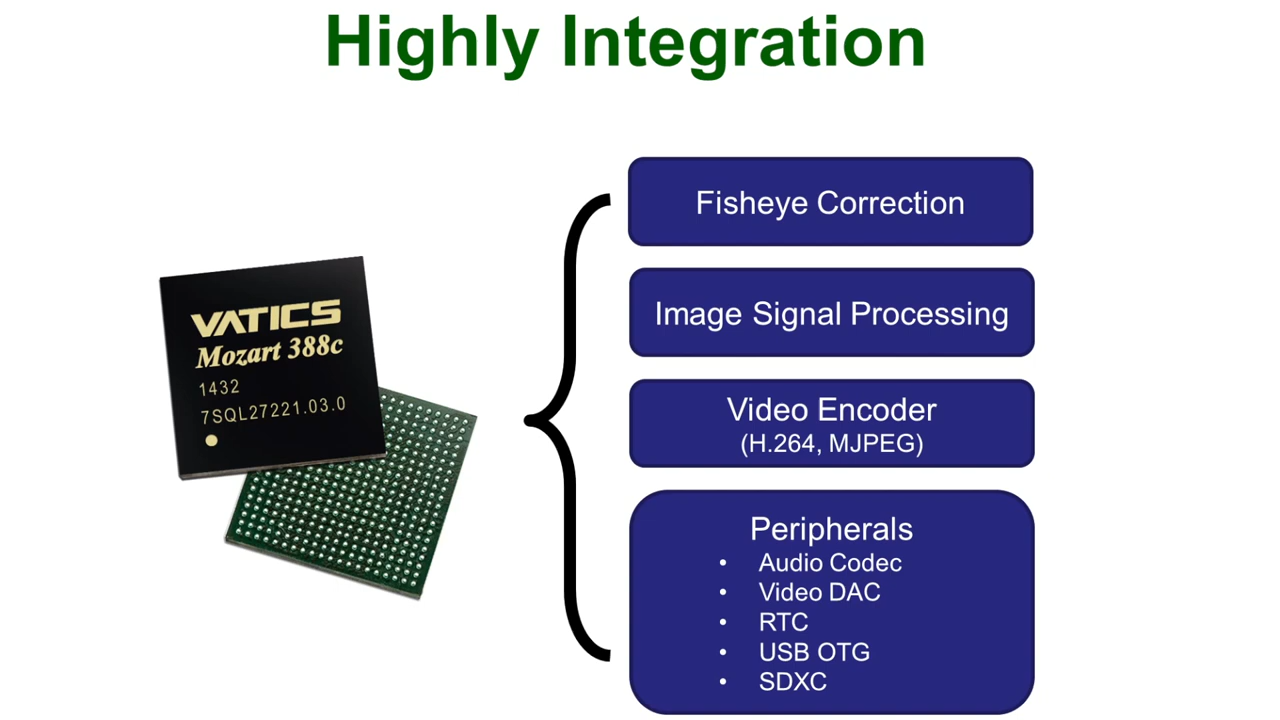 Highly Integration
Fisheye Correction
Image Signal Processing
Video Encoder
(H.264, MJPEG)
Peripherals
• Audio Codec
• Video DAC
• RTC
• USB OTG
• SDXC
VATICS
Mozart 388c
1432
7SQL27221.03.0